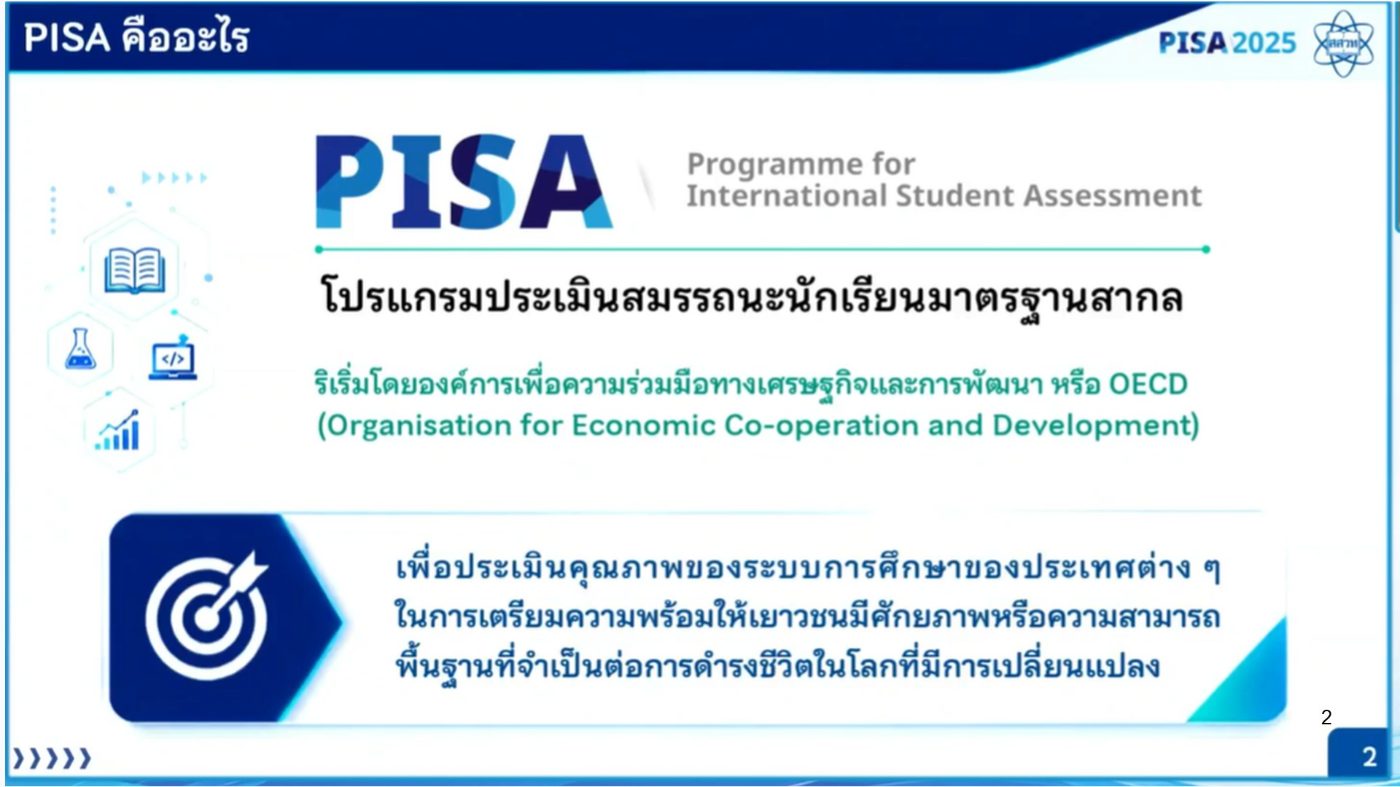 PISA คืออะไร
PISA 2025
สสวท
PISA
Programme for
International Student Assessment
โปรแกรมประเมินสมรรถนะนักเรียนมาตรฐานสากล
ริเริ่มโดยองค์การเพื่อความร่วมมือทางเศรษฐกิจและการพัฒนา หรือ OECD
(Organisation for Economic Co-operation and Development)
</>
เพื่อประเมินคุณภาพของระบบการศึกษาของประเทศต่าง ๆ
ในการเตรียมความพร้อมให้เยาวชนมีศักยภาพหรือความสามารถ
พื้นฐานที่จำเป็นต่อการดำรงชีวิตในโลกที่มีการเปลี่ยนแปลง
2
2